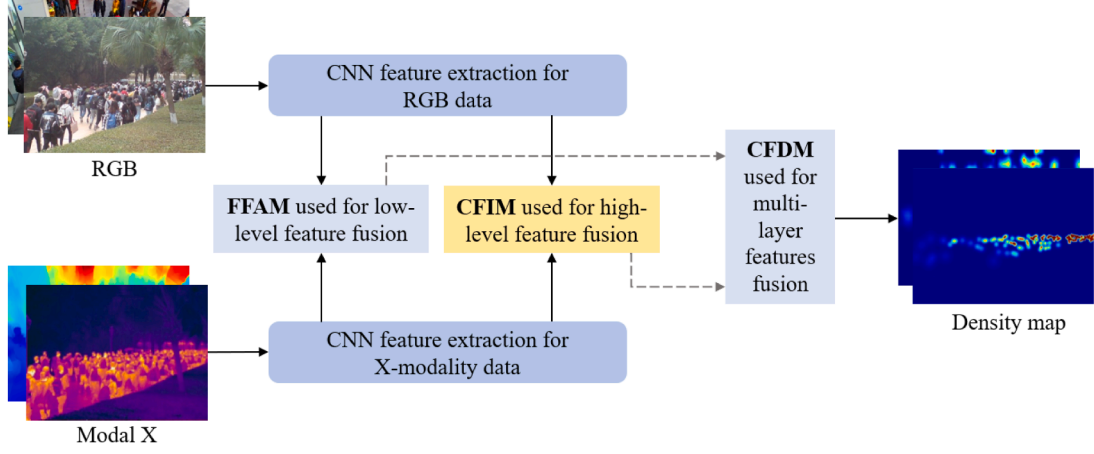 CNN feature extraction for
RGB data
RGB
FFAM used for low-
level feature fusion
CFIM used for high-
level feature fusion
CFDM
used for
multi-
layer
features
fusion
Density map
CNN feature extraction for
X-modality data
Modal X